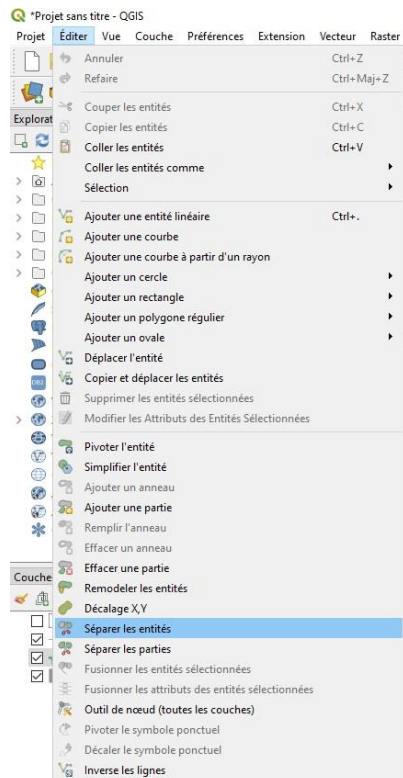 *Projet sans titre - QGIS
Projet Éditer Vue Couche Préférences Extension Vecteur Raster
Annuler Ctrl+Z
Refaire Ctrl+Maj+Z
Couper les entités Ctrl+X
Explorat
Copier les entités Ctrl+C
Coller les entités Ctrl+V
Coller les entités comme
Sélection
Ajouter une entité linéaire Ctrl+.
Ajouter une courbe
Ajouter une courbe à partir d'un rayon
Ajouter un cercle
Ajouter un rectangle
Ajouter un polygone régulier
Ajouter un ovale
Déplacer l'entité
Copier et déplacer les entités
DB2
Supprimer les entités sélectionnées
Modifier les Attributs des Entités Sélectionnées
Pivoter l'entité
Simplifier l'entité
Ajouter un anneau
Ajouter une partie
Remplir l'anneau
Effacer un anneau
Effacer une partie
Couche
Remodeler les entités
Décalage X,Y
Séparer les entités
Séparer les parties
Fusionner les entités sélectionnées
Fusionner les attributs des entités sélectionnées
Outil de nœud (toutes les couches)
Pivoter le symbole ponctuel
Décaler le symbole ponctuel
Inverse les lignes